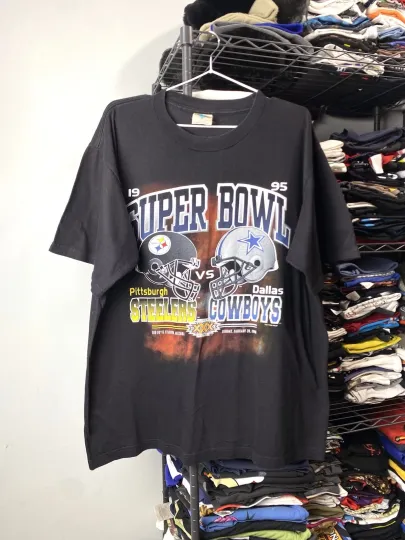 19 95
SUPER BOWL
VS
Pittsburgh Dallas
STEELERS COWBOYS
XXX